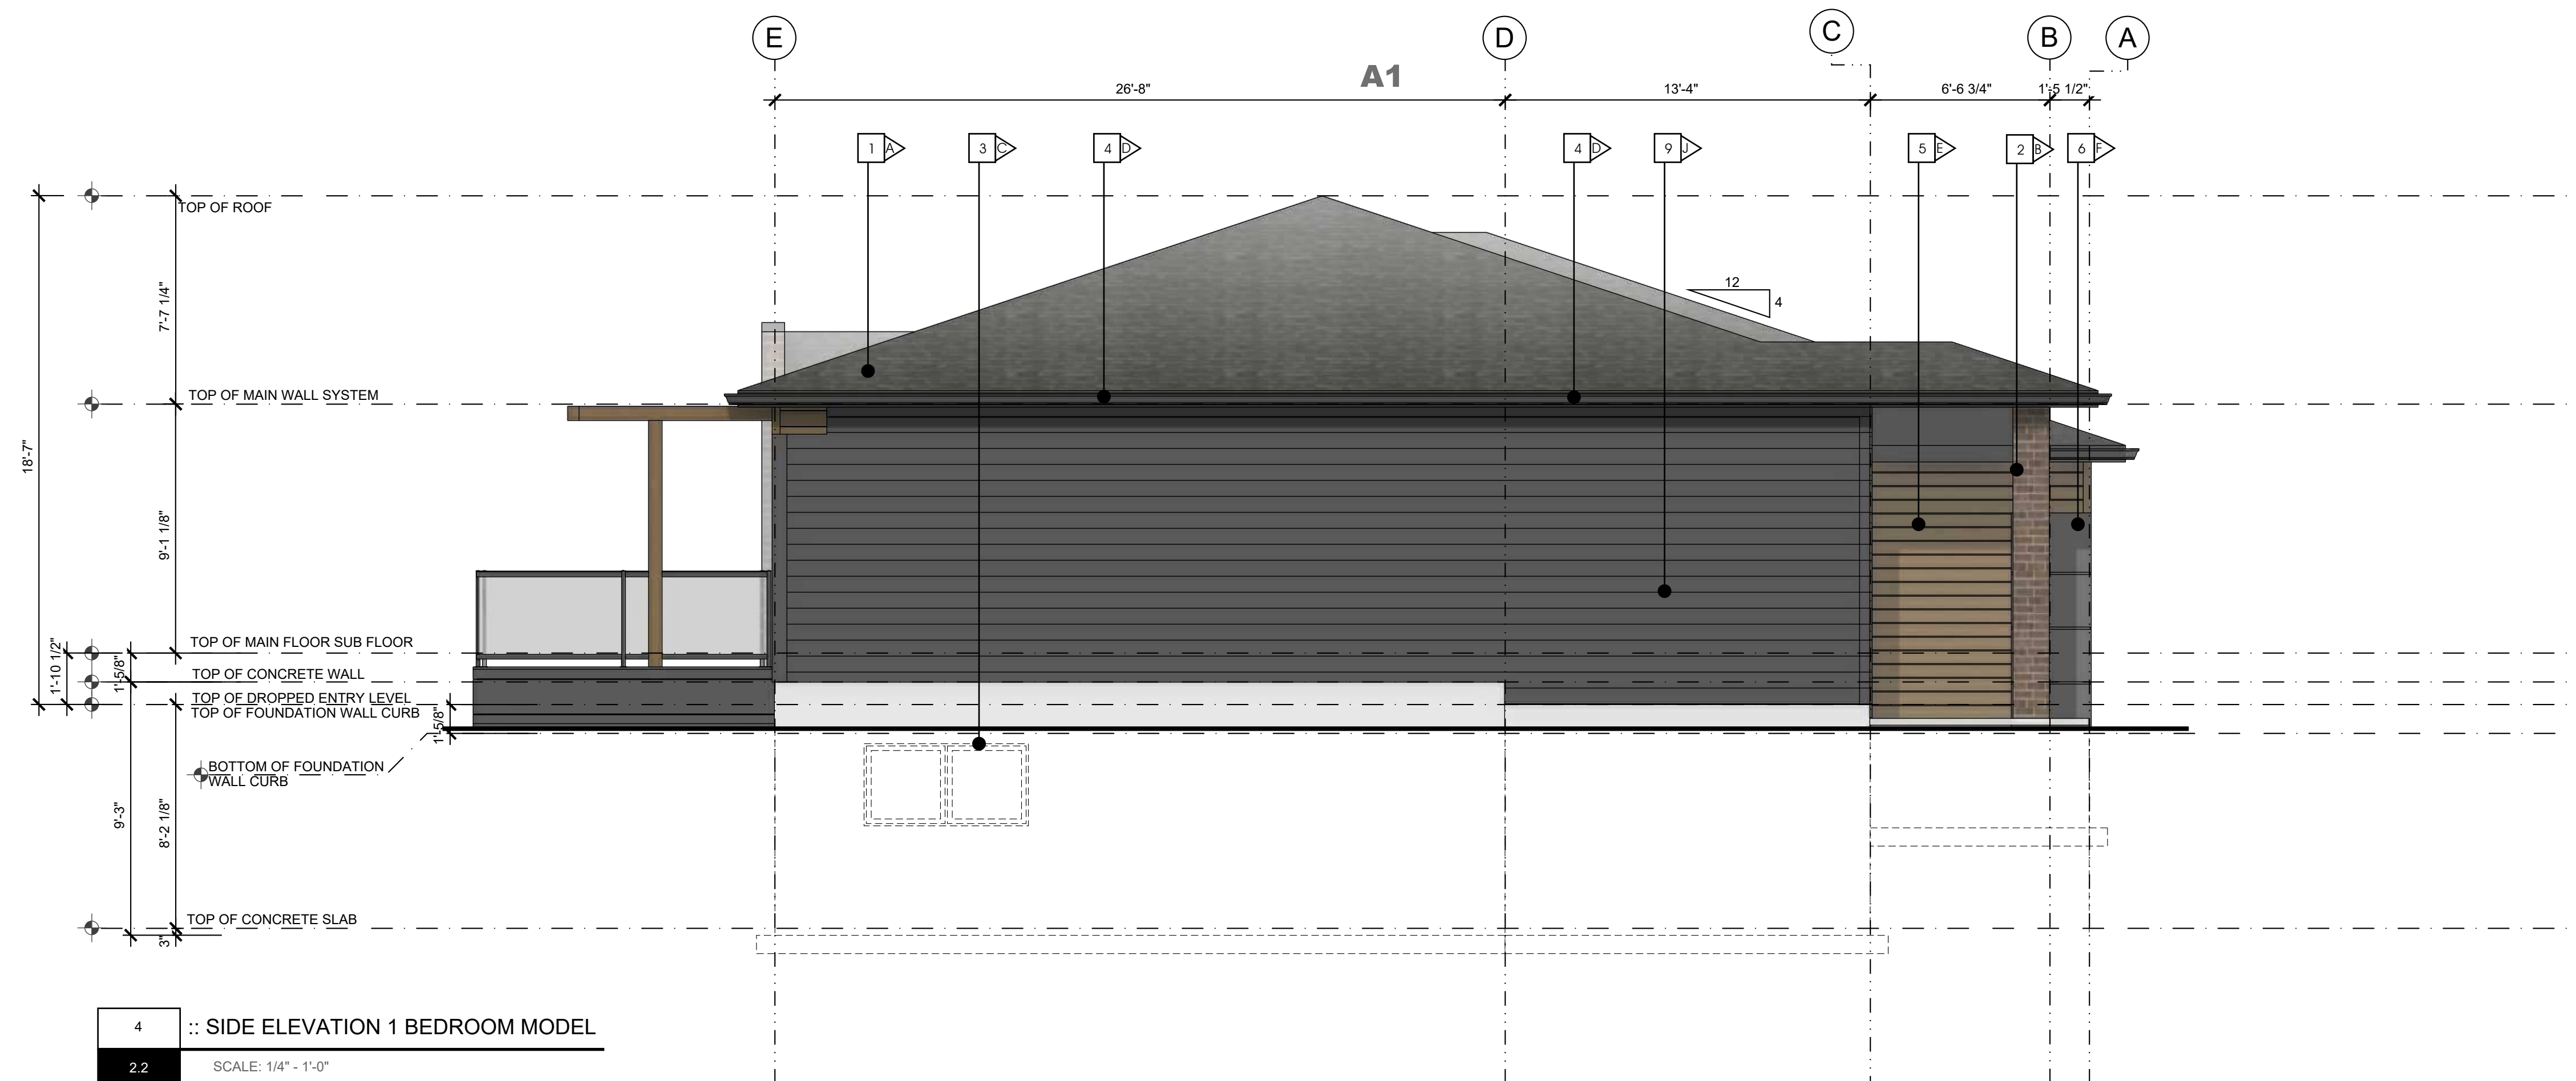 E D C B A
A1
26'-8" 13'-4" 6'-6 3/4" 1'-5 1/2"
1 A 3 C 4 D 4 D 9 J 5 E 2 B 6 F
TOP OF ROOF
12
4
7'-7 1/4"
TOP OF MAIN WALL SYSTEM
18'-7"
9'-1 1/8"
TOP OF MAIN FLOOR SUB FLOOR
1'-10 1/2"
1'-5/8"
TOP OF CONCRETE WALL
TOP OF DROPPED ENTRY LEVEL
TOP OF FOUNDATION WALL CURB
1'-5/8"
BOTTOM OF FOUNDATION
WALL CURB
9'-3"
8'-2 1/8"
TOP OF CONCRETE SLAB
3"
4 :: SIDE ELEVATION 1 BEDROOM MODEL
2.2 SCALE: 1/4" - 1'-0"